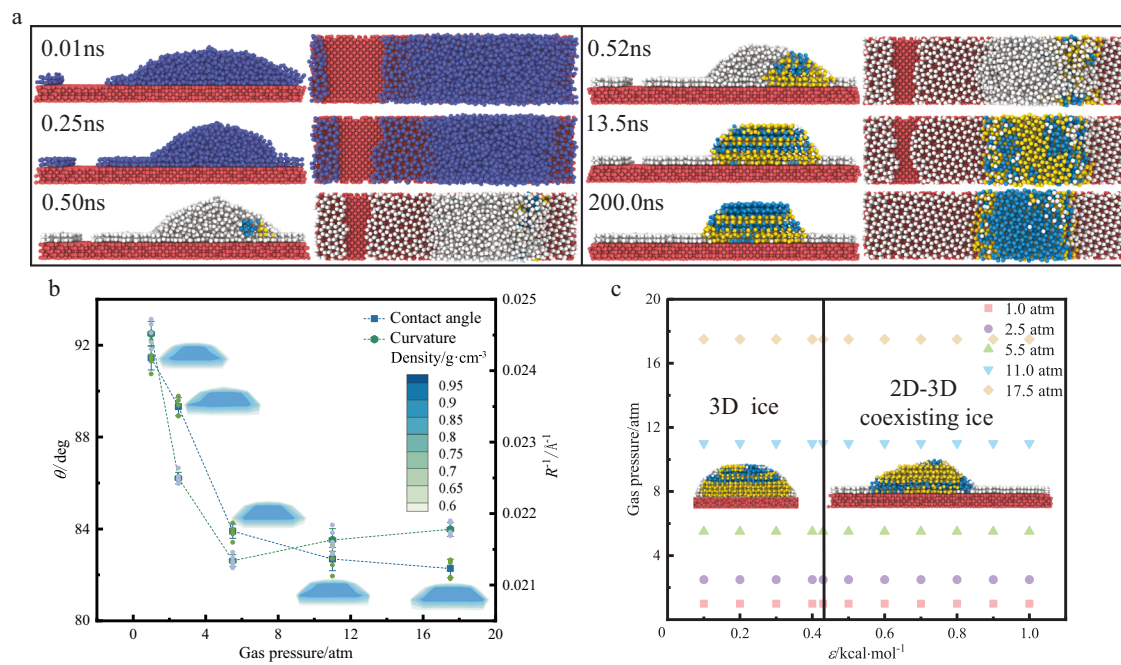 a
0.01ns
0.25ns
0.50ns
0.52ns
13.5ns
200.0ns
b
θ/ deg
92
88
84
80
0 4 8 12 16 20
Gas pressure/atm
Contact angle
Curvature
Density/g·cm⁻³
0.95
0.9
0.85
0.8
0.75
0.7
0.65
0.6
0.025
0.024
0.023
0.022
0.021
R⁻¹/Å⁻¹
c
Gas pressure/atm
20
16
12
8
4
0.2 0.4 0.6 0.8 1.0
ε/kcal·mol⁻¹
3D ice
2D-3D
coexisting ice
1.0 atm
2.5 atm
5.5 atm
11.0 atm
17.5 atm